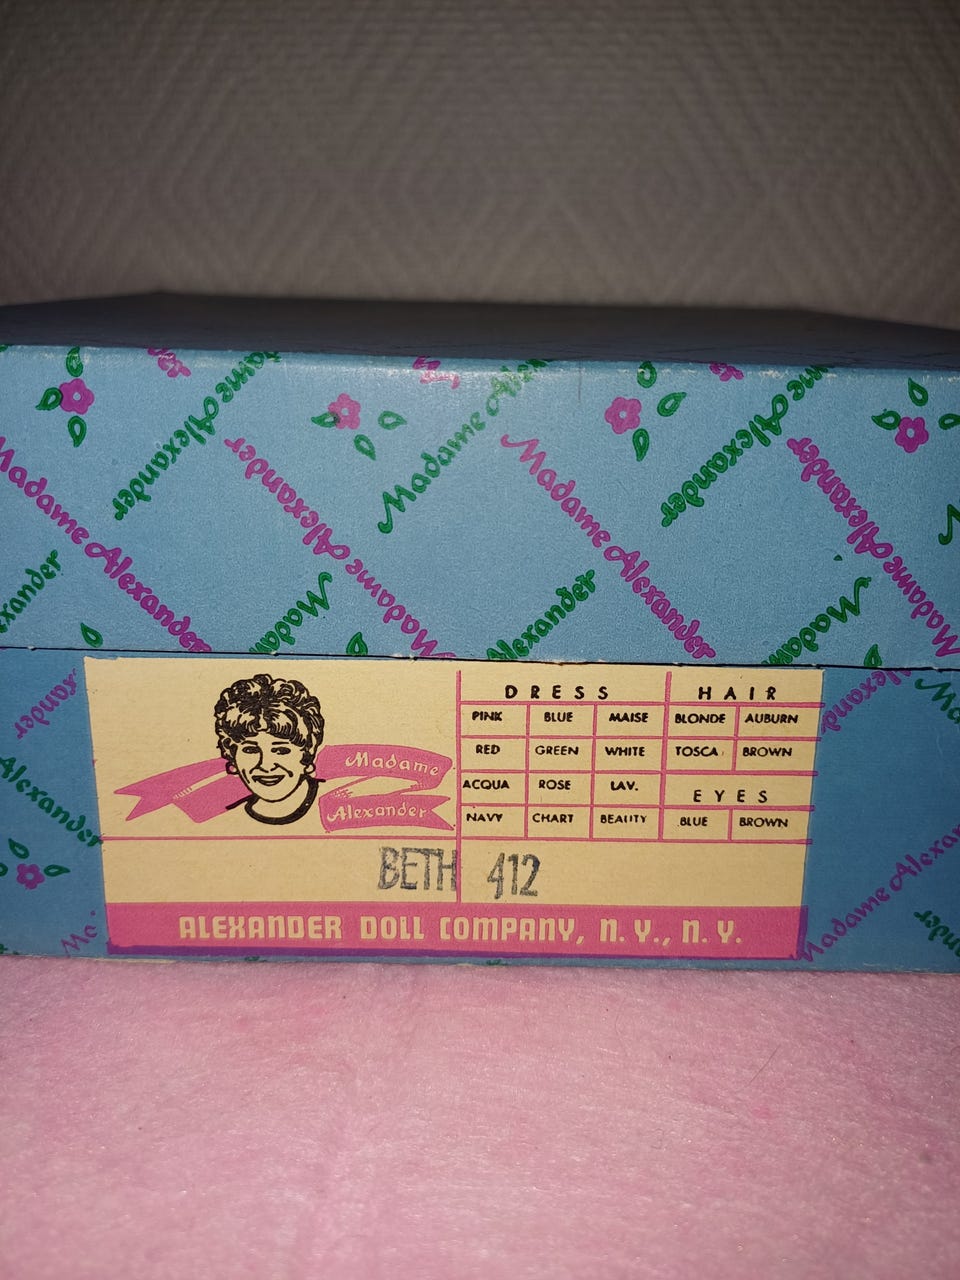 Madame Alexander
Madame Alexander
Madame Alexander
Madame Alexander
Madame Alexander
Madame Alexander
Madame
Alexander
DRESS HAIR
PINK BLUE MAISE BLONDE AUBURN
RED GREEN WHITE TOSCA BROWN
ACQUA ROSE LAV. EYES
NAVY CHART BEAUTY BLUE BROWN
BETH 412
ALEXANDER DOLL COMPANY, N.Y., N.Y.